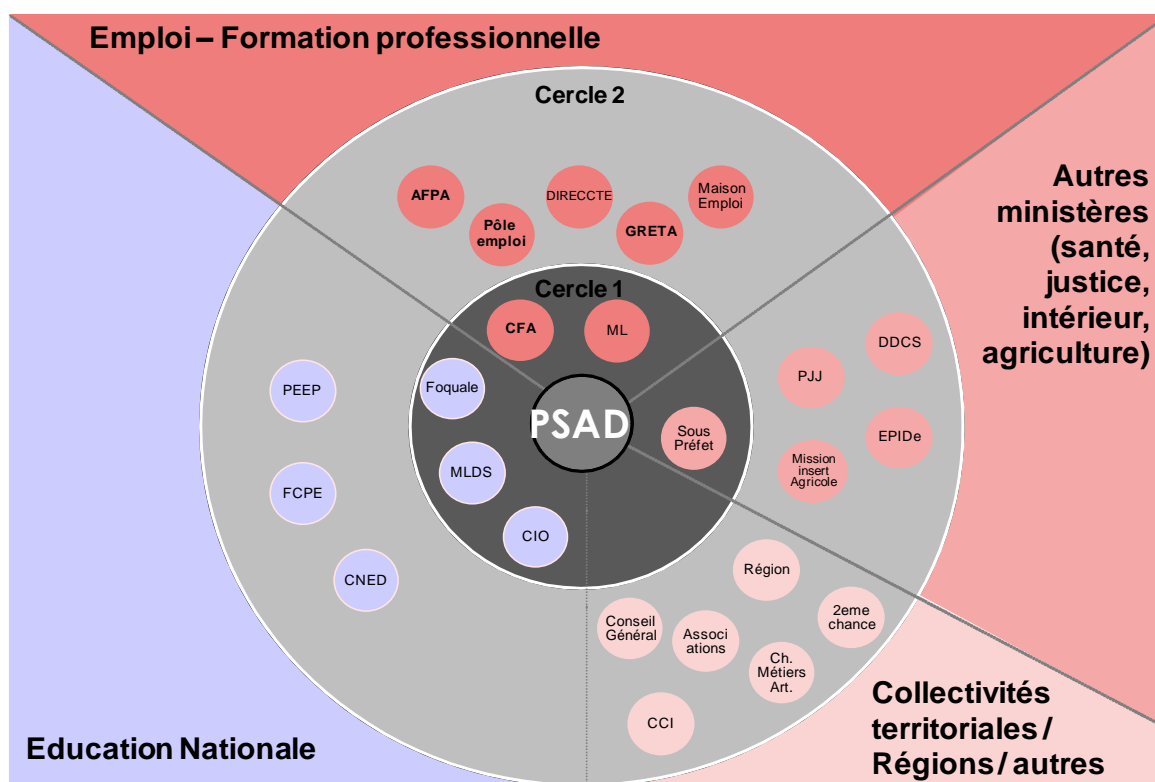 Emploi – Formation professionnelle
Cercle 2
AFPA
Pôle
emploi
DIRECCTE
GRETA
Maison
Emploi
Autres
ministères
(santé,
justice,
intérieur,
agriculture)
Cercle 1
CFA
ML
Foquale
MLDS
CIO
PSAD
Sous
Préfet
PEEP
FCPE
CNED
DDCS
PJJ
EPIDe
Mission
insert
Agricole
Région
2eme
chance
Conseil
Général
Associ
ations
Ch.
Métiers
Art.
CCI
Education Nationale
Collectivités
territoriales /
Régions / autres